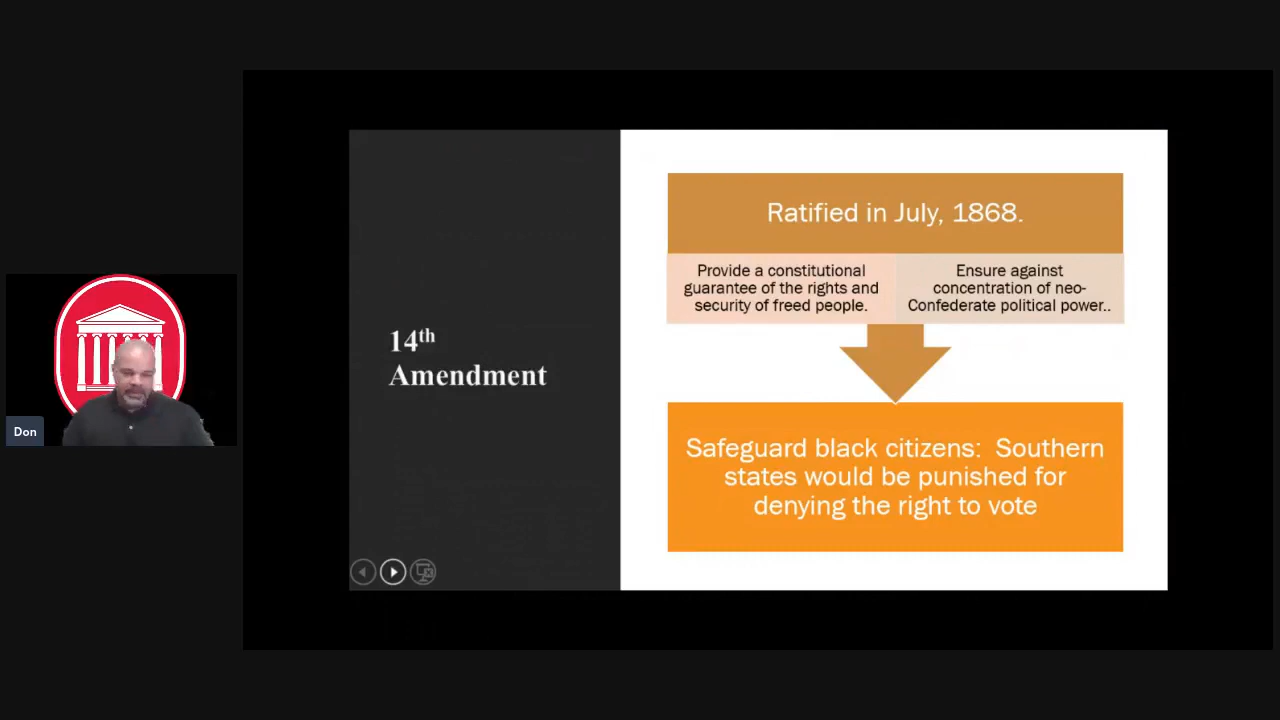 14th
Amendment
Ratified in July, 1868.
Provide a constitutional
guarantee of the rights and
security of freed people.
Ensure against
concentration of neo-
Confederate political power..
Safeguard black citizens:  Southern
states would be punished for
denying the right to vote
Don